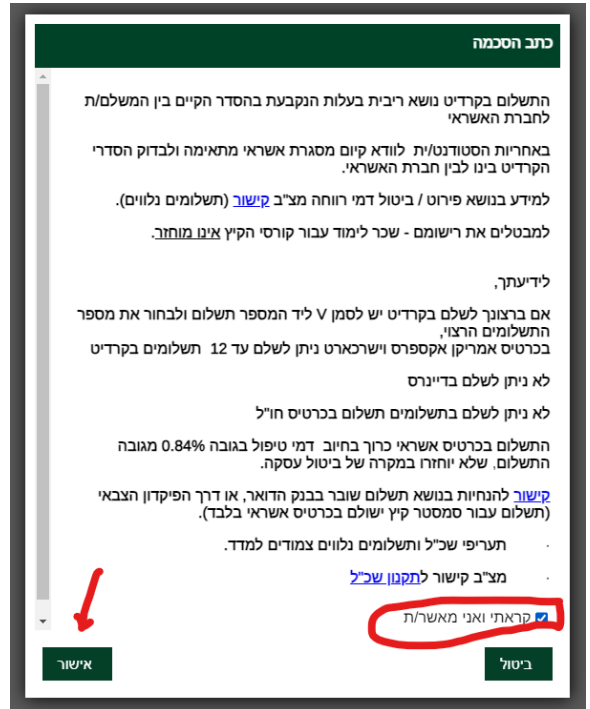 כתב הסכמה
התשלום בקרדיט נושא ריבית בעלות הנקבעת בהסדר הקיים בין המשלם/ת
לחברת האשראי
באחריות הסטודנט/ית לוודא קיום מסגרת אשראי מתאימה ולבדוק הסדרי
הקרדיט בינו לבין חברת האשראי.
למידע בנושא פירוט / ביטול דמי רווחה מצ"ב קישור (תשלומים נלווים).
למבטלים את רישומם - שכר לימוד עבור קורסי הקיץ אינו מוחזר.
לידיעתך,
אם ברצונך לשלם בקרדיט יש לסמן V ליד המספר תשלום ולבחור את מספר
התשלומים הרצוי,
בכרטיס אמריקן אקספרס וישרכארט ניתן לשלם עד 12 תשלומים בקרדיט
לא ניתן לשלם בדיינרס
לא ניתן לשלם בתשלומים תשלום בכרטיס חו"ל
התשלום בכרטיס אשראי כרוך בחיוב דמי טיפול בגובה 0.84% מגובה
התשלום, שלא יוחזרו במקרה של ביטול עסקה.
קישור להנחיות בנושא תשלום שובר בבנק הדואר, או דרך הפיקדון הצבאי
(תשלום עבור סמסטר קיץ ישולם בכרטיס אשראי בלבד).
· תעריפי שכ"ל ותשלומים נלווים צמודים למדד.
· מצ"ב קישור לתקנון שכ"ל
קראתי ואני מאשר/ת
ביטול
אישור